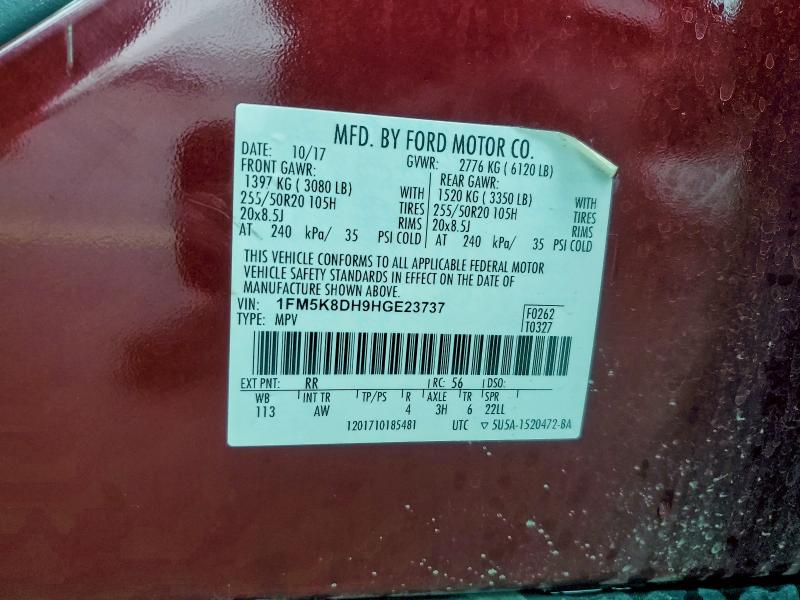 MFD. BY FORD MOTOR CO.
DATE: 10/17 GVWR: 2776 KG ( 6120 LB)
FRONT GAWR: REAR GAWR:
1397 KG ( 3080 LB) WITH 1520 KG ( 3350 LB) WITH
255/50R20 105H TIRES 255/50R20 105H TIRES
20x8.5J RIMS 20x8.5J RIMS
AT 240 kPa/ 35 PSI COLD AT 240 kPa/ 35 PSI COLD
THIS VEHICLE CONFORMS TO ALL APPLICABLE FEDERAL MOTOR
VEHICLE SAFETY STANDARDS IN EFFECT ON THE DATE OF
MANUFACTURE SHOWN ABOVE.
VIN: 1FM5K8DH9HGE23737 F0262
TYPE: MPV T0327
EXT PNT: RR RC: 56 DSO:
WB INT TR TP/PS R AXLE TR SPR
113 AW 4 3H 6 22LL
1201710185481 UTC ▽ 5U5A-1520472-BA